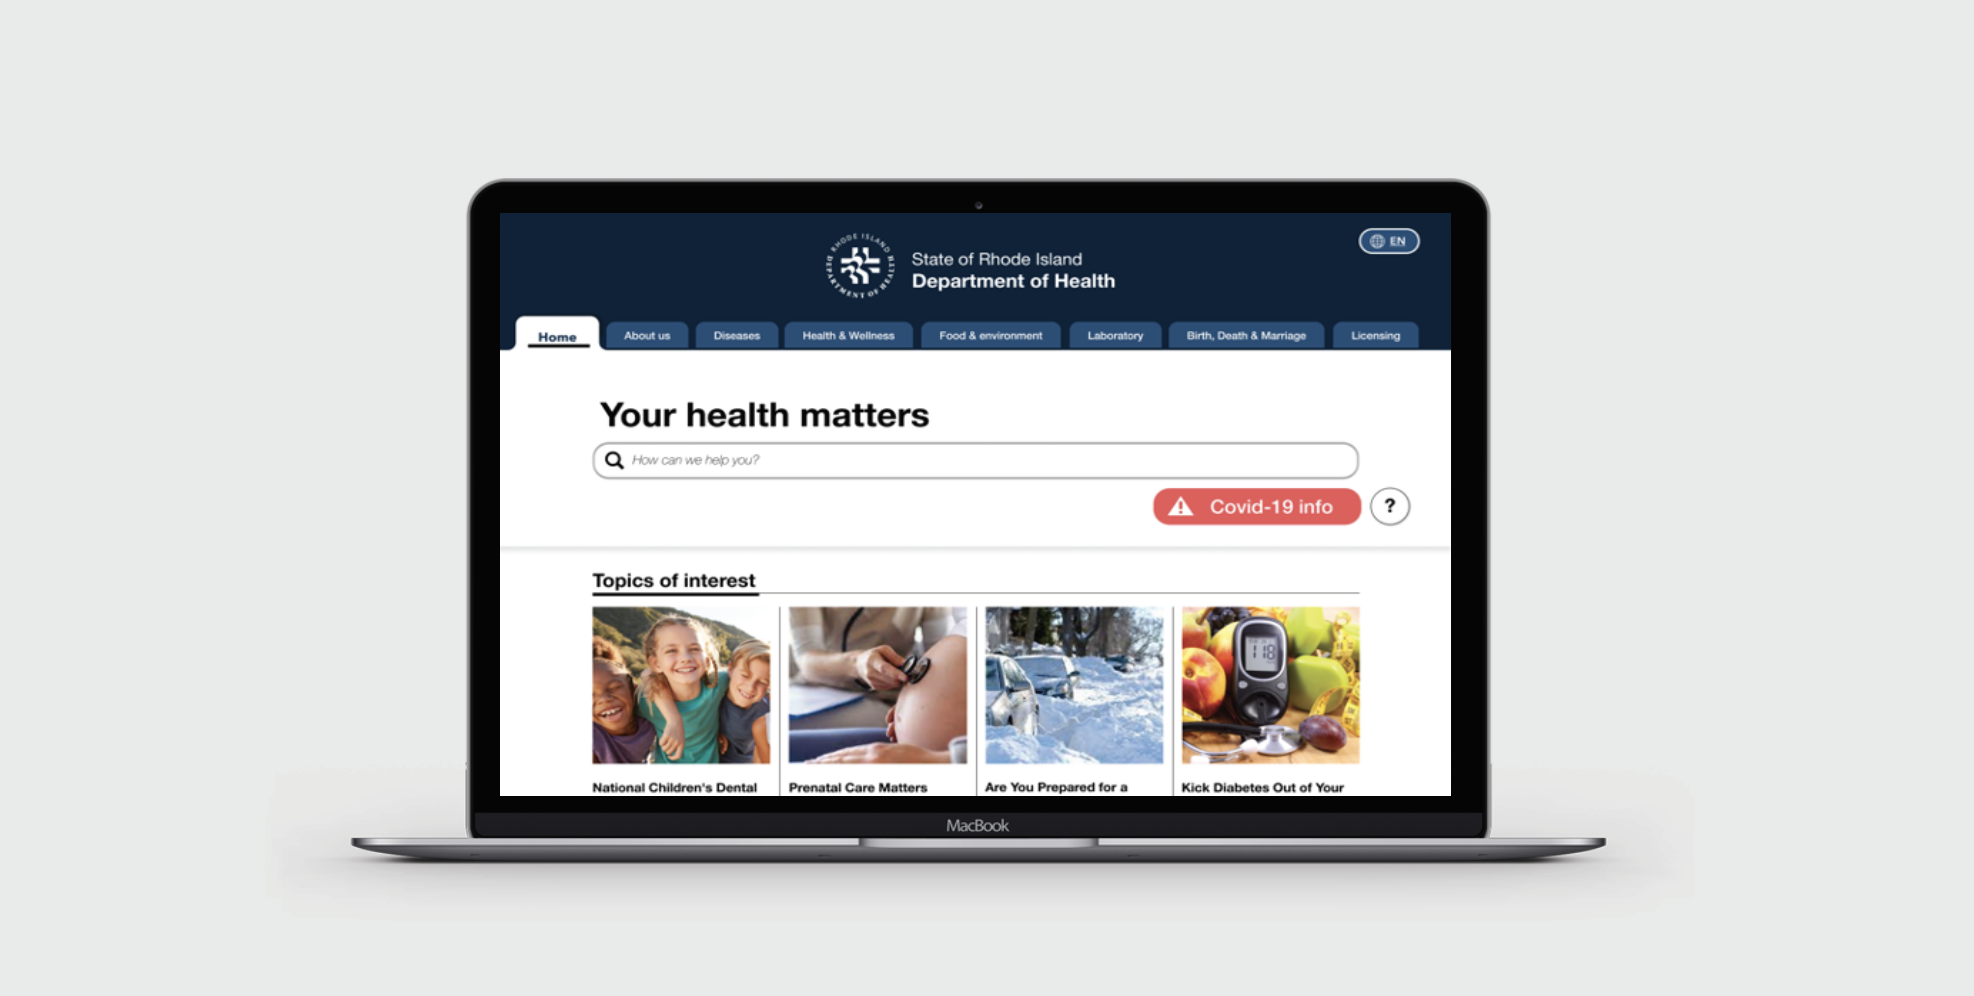 RHODE ISLAND
DEPARTMENT OF HEALTH
State of Rhode Island
Department of Health
EN
Home
About us
Diseases
Health & Wellness
Food & environment
Laboratory
Birth, Death & Marriage
Licensing
Your health matters
How can we help you?
Covid-19 info
?
Topics of interest
118
National Children's Dental
Prenatal Care Matters
Are You Prepared for a
Kick Diabetes Out of Your
MacBook